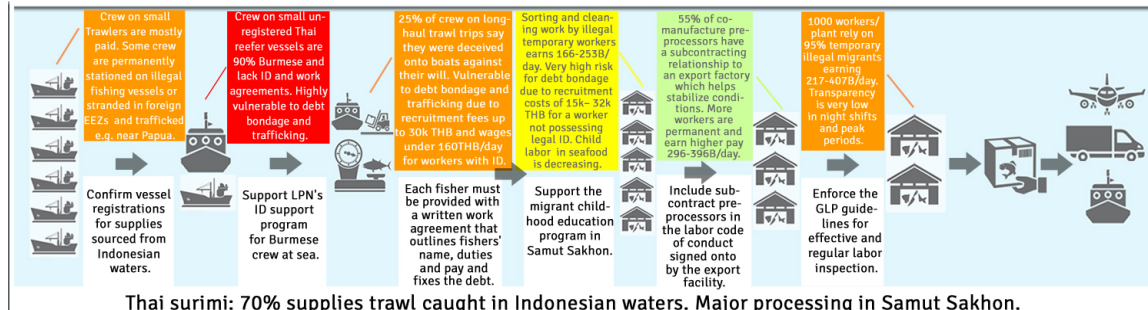 Crew on small
Trawlers are mostly
paid. Some crew
are permanently
stationed on illegal
fishing vessels or
stranded in foreign
EEZs and trafficked
e.g. near Papua.
Confirm vessel
registrations
for supplies
sourced from
Indonesian
waters.
Crew on small un-
registered Thai
reefer vessels are
90% Burmese and
lack ID and work
agreements. Highly
vulnerable to debt
bondage and
trafficking.
Support LPN's
ID support
program
for Burmese
crew at sea.
25% of crew on long-
haul trawl trips say
they were deceived
onto boats against
their will. Vulnerable
to debt bondage and
trafficking due to
recruitment fees up
to 30k THB and wages
under 160THB/day
for workers with ID.
Each fisher must
be provided with
a written work
agreement that
outlines fishers'
name, duties
and pay and
fixes the debt.
Sorting and clean-
ing work by illegal
temporary workers
earns 166-253B/
day. Very high risk
for debt bondage
due to recruitment
costs of 15k– 32k
THB for a worker
not possessing
legal ID. Child
labor in seafood
is decreasing.
Support the
migrant child-
hood education
program in
Samut Sakhon.
55% of co-
manufacture pre-
processors have
a subcontracting
relationship to
an export factory
which helps
stabilize condi-
tions. More
workers are
permanent and
earn higher pay
296-396B/day.
Include sub-
contract pre-
processors in
the labor code
of conduct
signed onto
by the export
facility.
1000 workers/
plant rely on
95% temporary
illegal migrants
earning
217-407B/day.
Transparency
is very low
in night shifts
and peak
periods.
Enforce the
GLP guide-
lines for
effective and
regular labor
inspection.
Thai surimi: 70% supplies trawl caught in Indonesian waters. Major processing in Samut Sakhon.